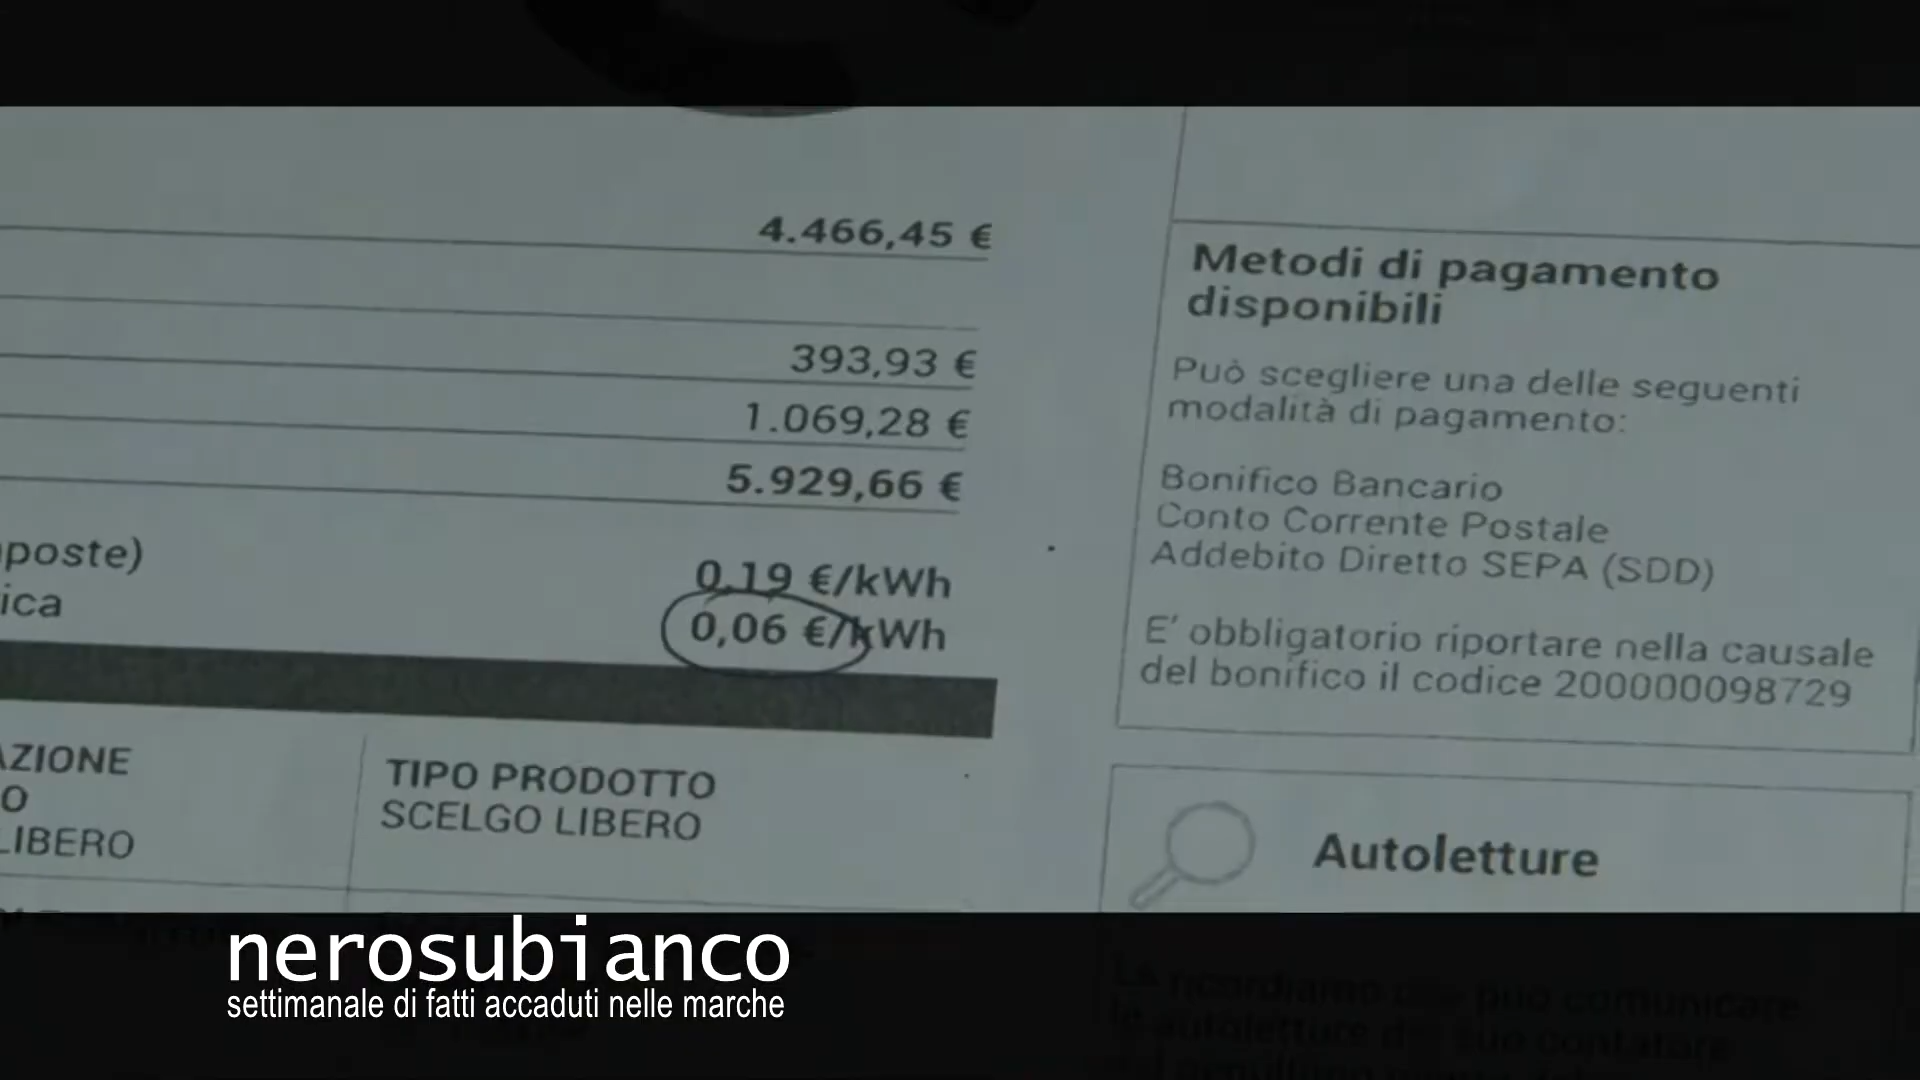 4.466,45 €
393,93 €
1.069,28 €
5.929,66 €
poste)
0,19 €/kWh
ica
0,06 €/kWh
AZIONE
O
LIBERO
TIPO PRODOTTO
SCELGO LIBERO
Metodi di pagamento
disponibili
Può scegliere una delle seguenti
modalità di pagamento:
Bonifico Bancario
Conto Corrente Postale
Addebito Diretto SEPA (SDD)
E' obbligatorio riportare nella causale
del bonifico il codice 200000098729
Autoletture
nerosubianco
settimanale di fatti accaduti nelle marche